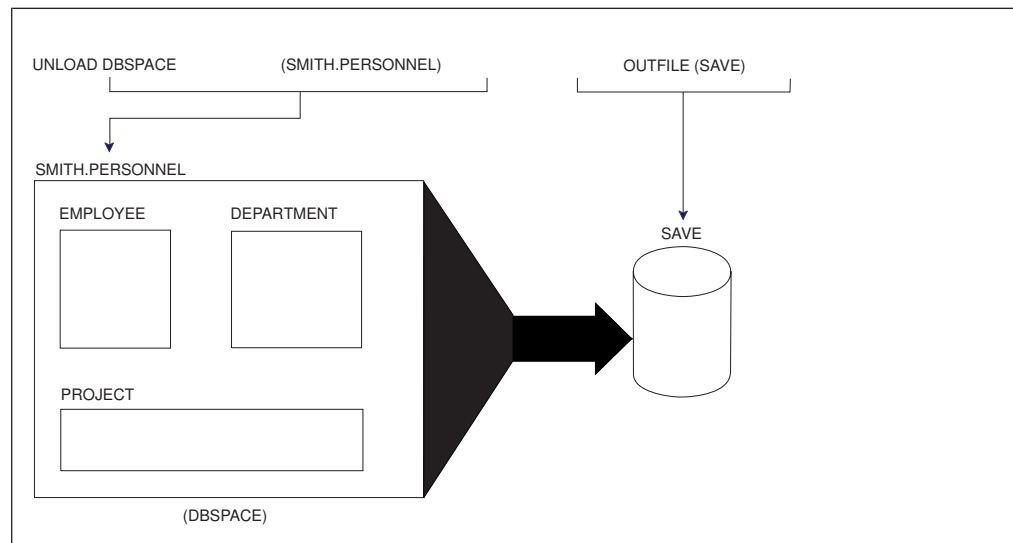 UNLOAD DBSPACE (SMITH.PERSONNEL) OUTFILE (SAVE)
SMITH.PERSONNEL
EMPLOYEE DEPARTMENT
SAVE
PROJECT
(DBSPACE)